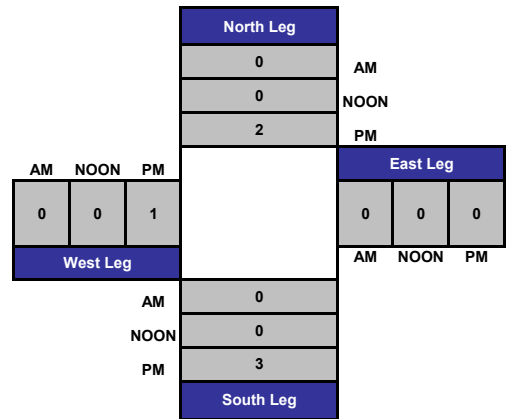 North Leg
0 AM
0 NOON
2 PM
AM NOON PM East Leg
0 0 1 0 0 0
West Leg AM NOON PM
AM 0
NOON 0
PM 3
South Leg